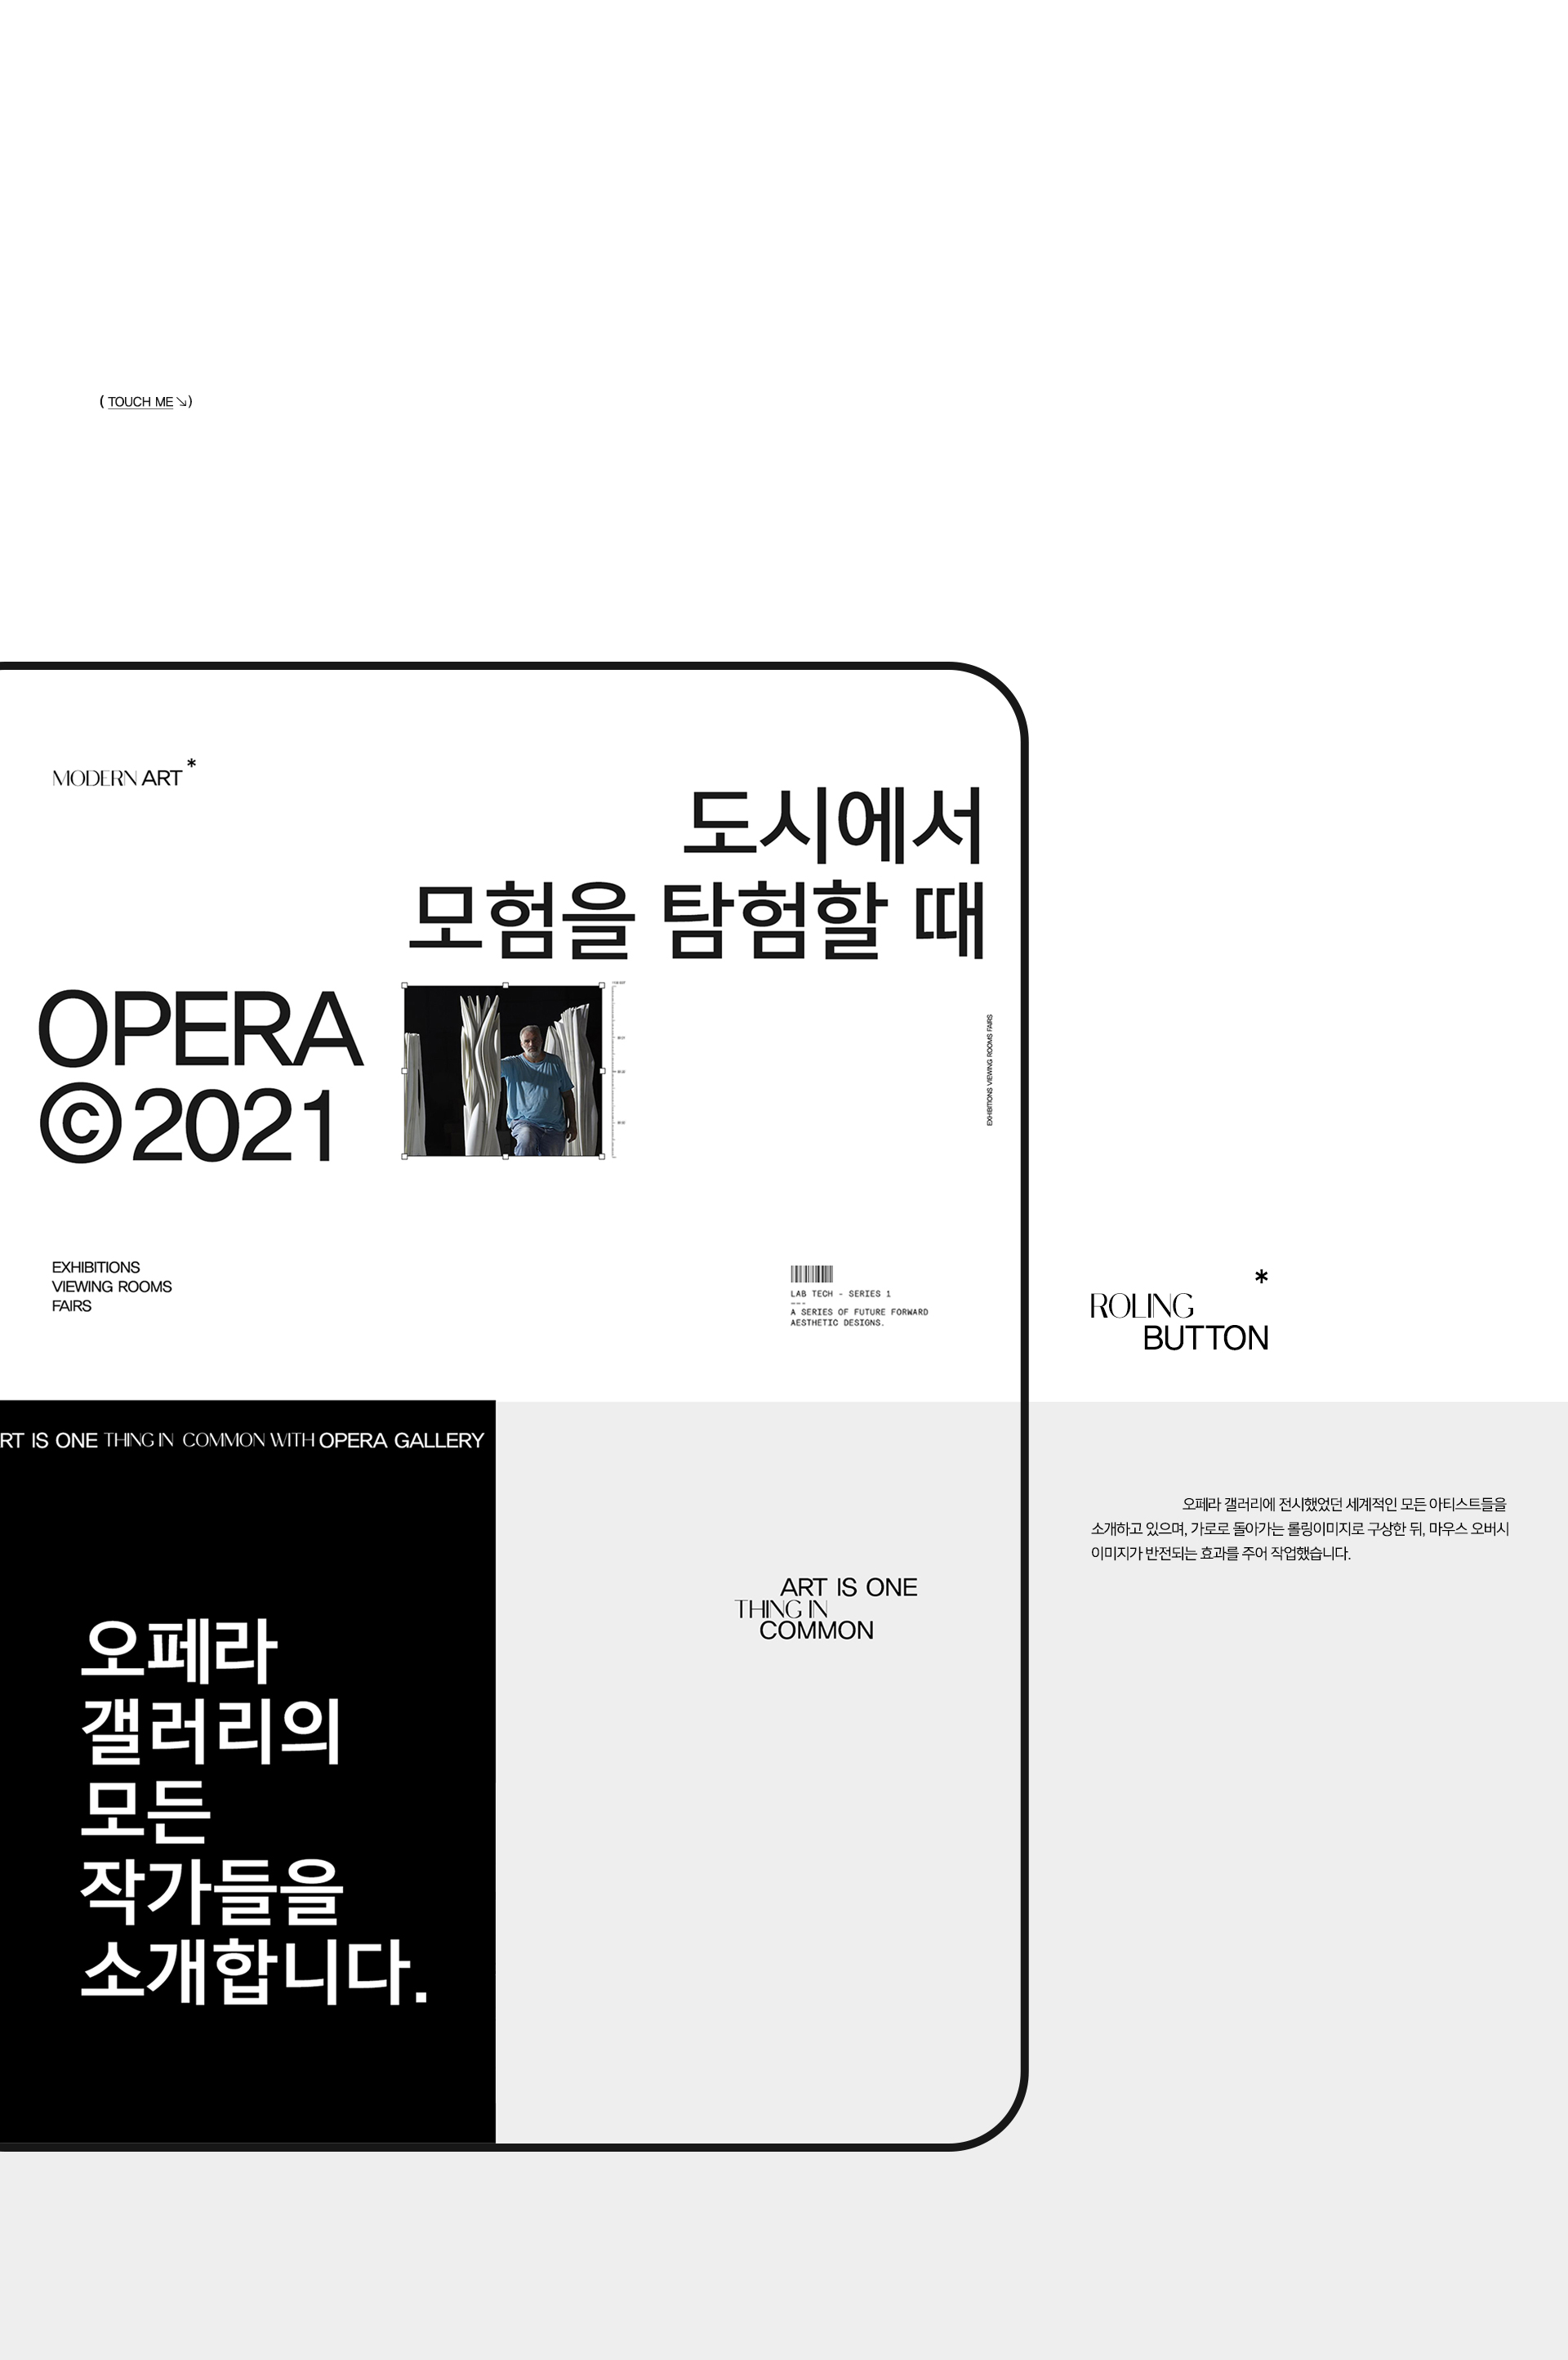 ( TOUCH ME↘)
MODERN ART *
도시에서
모험을 탐험할 때
OPERA
©2021
EXHIBITIONS VIEWING ROOMS FAIRS
EXHIBITIONS
VIEWING ROOMS
FAIRS
LAB TECH - SERIES 1
---
A SERIES OF FUTURE FORWARD
AESTHETIC DESIGNS.
*
ROLING
BUTTON
RT IS ONE THING IN COMMON WITH OPERA GALLERY
오페라 갤러리에 전시했었던 세계적인 모든 아티스트들을
소개하고 있으며, 가로로 돌아가는 롤링이미지로 구상한 뒤, 마우스 오버시
이미지가 반전되는 효과를 주어 작업했습니다.
ART IS ONE
THING IN
COMMON
오페라
갤러리의
모든
작가들을
소개합니다.